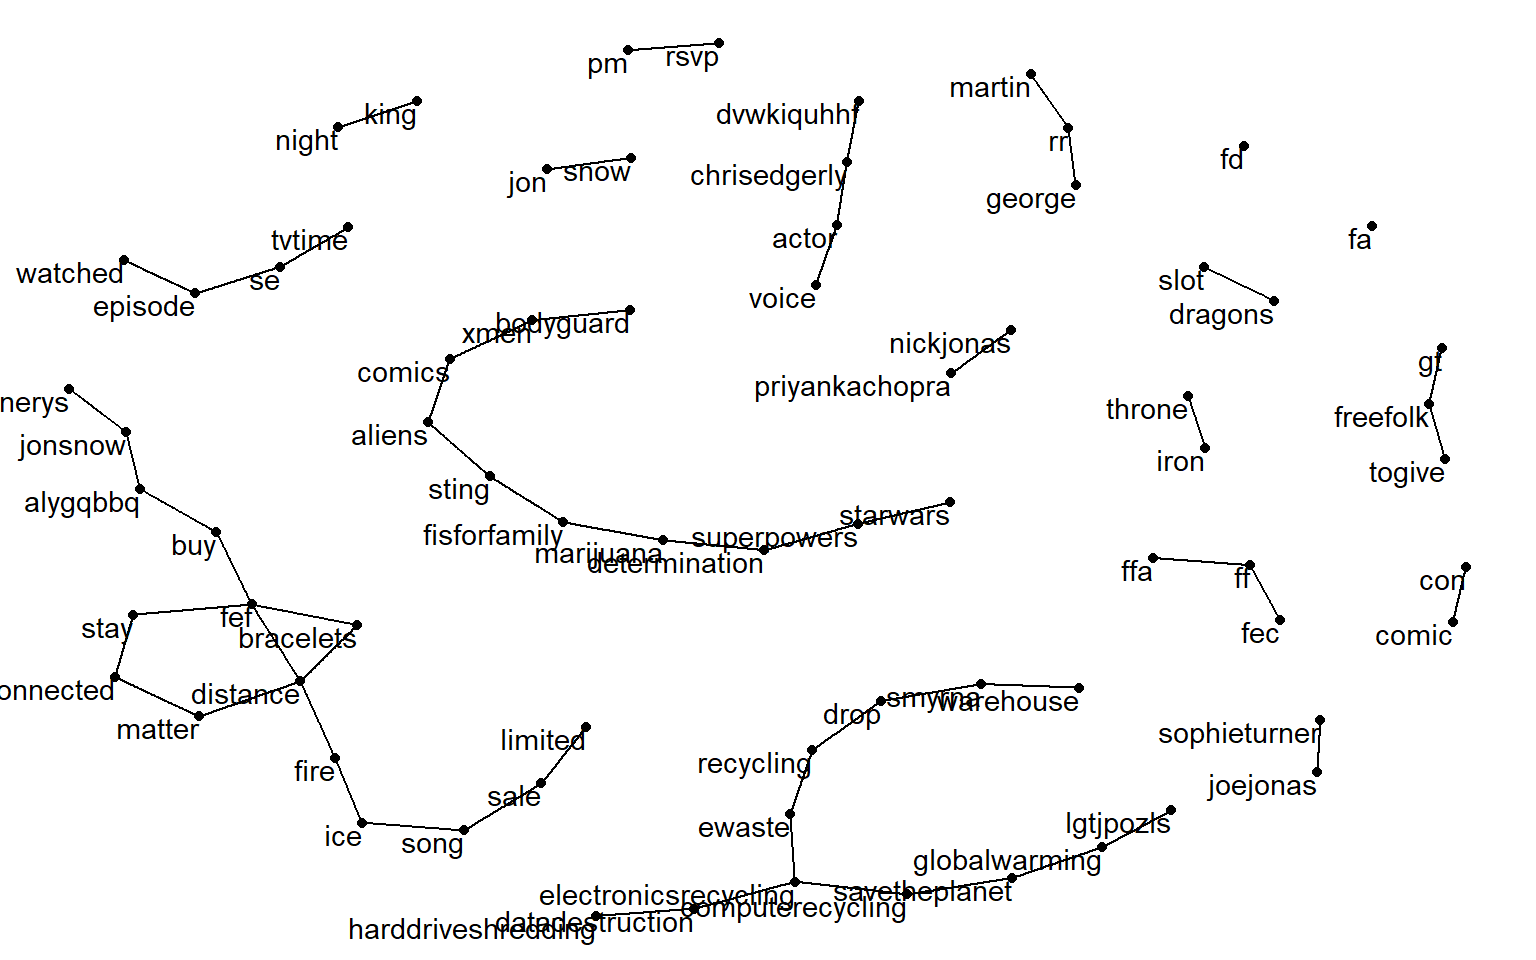 pm
rsvp
martin
king
night
dvwkiquhhf
rr
fd
jon
snow
chrisedgerly
george
tvtime
actor
fa
watched
se
episode
voice
slot
dragons
xmen
bodyguard
nickjonas
gt
comics
priyankachopra
nerys
throne
freefolk
jonsnow
aliens
iron
togive
alygqbbq
sting
starwars
buy
fisforfamily
marijuana
superpowers
determination
ffa
ff
con
stay
fef
bracelets
fec
comic
onnected
distance
matter
drop
smyrna
warehouse
limited
sophieturner
fire
recycling
joejonas
sale
ice
song
ewaste
lgtjpozls
globalwarming
electronicsrecycling
savetheplanet
computerecycling
datadestruction
harddriveshredding